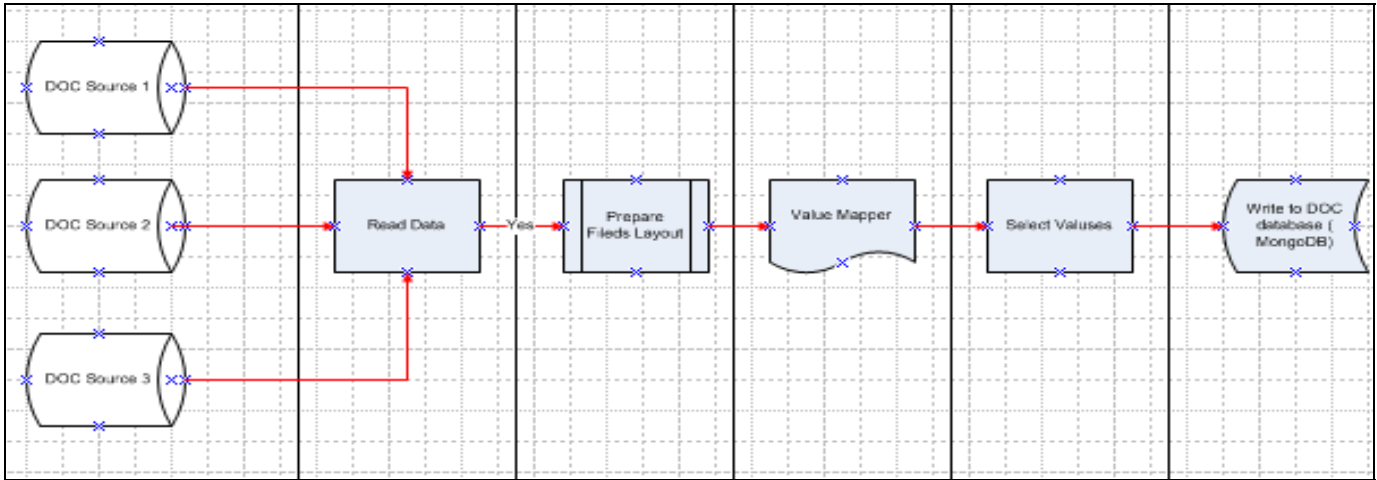 DOC Source 1
DOC Source 2
Read Data
Yes
Prepare
Fileds Layout
Value Mapper
Select Valuses
Write to DOC
database (
MongoDB)
DOC Source 3